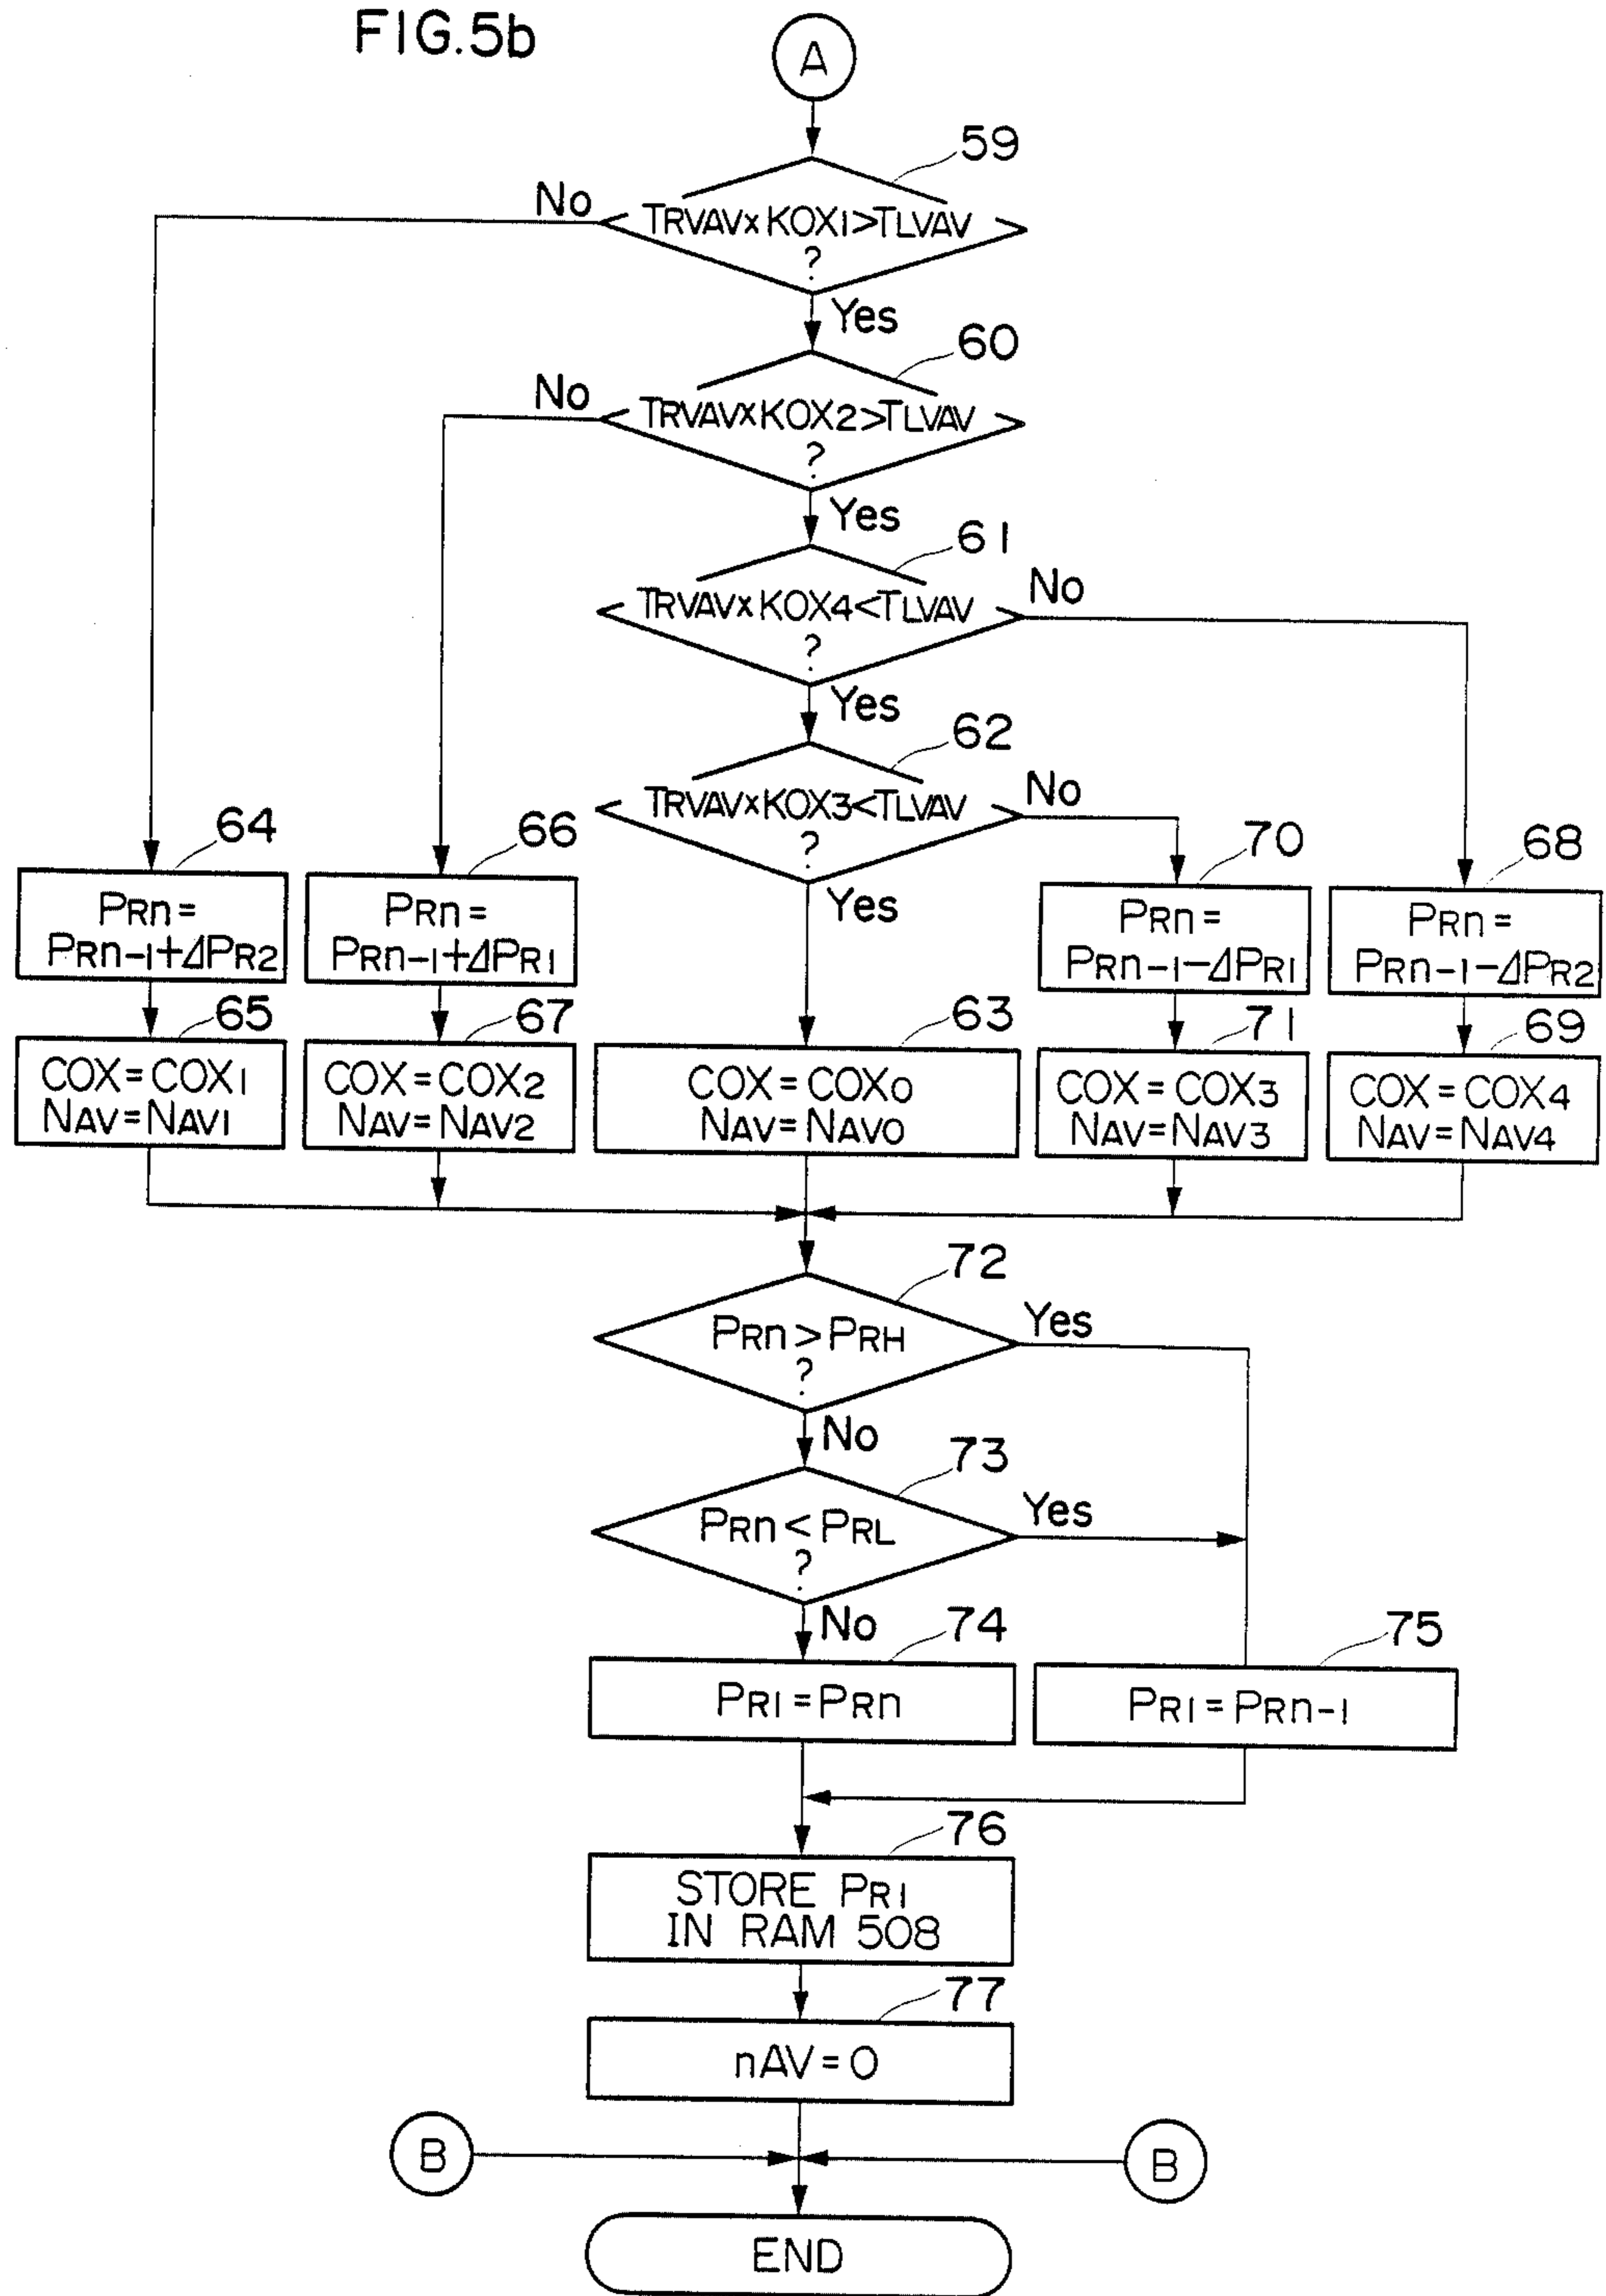 FIG.5b
A
59
No
TRVAV×KOX1>TLVAV
?
Yes
60
No
TRVAV×KOX2>TLVAV
?
Yes
61
No
TRVAV×KOX4<TLVAV
?
Yes
62
No
TRVAV×KOX3<TLVAV
?
Yes
64
PRn=
PRn-1+ΔPR2
66
PRn=
PRn-1+ΔPR1
70
PRn=
PRn-1-ΔPR1
68
PRn=
PRn-1-ΔPR2
65
COX=COX1
NAV=NAV1
67
COX=COX2
NAV=NAV2
63
COX=COX0
NAV=NAV0
71
COX=COX3
NAV=NAV3
69
COX=COX4
NAV=NAV4
72
PRn>PRH
?
Yes
No
73
PRn<PRL
?
Yes
No
74
PR1=PRn
75
PR1=PRn-1
76
STORE PR1
IN RAM 508
77
nAV=0
B
B
END